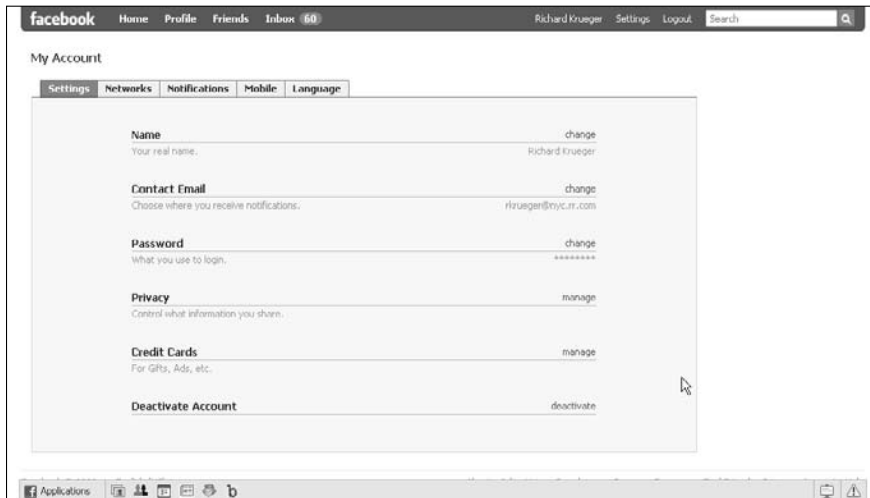 facebook Home Profile Friends Inbox 60 Richard Krueger Settings Logout Search
My Account
Settings Networks Notifications Mobile Language
Name change
Your real name. Richard Krueger
Contact Email change
Choose where you receive notifications. rkrueger@nyc.rr.com
Password change
What you use to login. ********
Privacy manage
Control what information you share.
Credit Cards manage
For Gifts, Ads, etc.
Deactivate Account deactivate
Applications